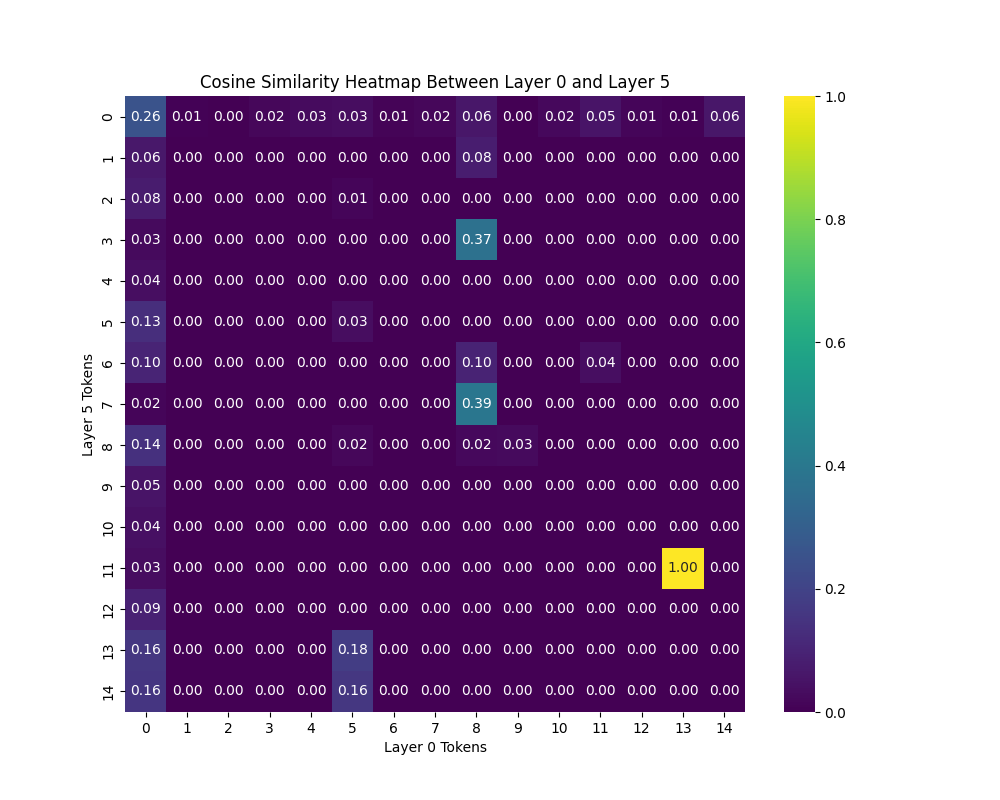 Cosine Similarity Heatmap Between Layer 0 and Layer 5
0 0.26 0.01 0.00 0.02 0.03 0.03 0.01 0.02 0.06 0.00 0.02 0.05 0.01 0.01 0.06
1 0.06 0.00 0.00 0.00 0.00 0.00 0.00 0.00 0.08 0.00 0.00 0.00 0.00 0.00 0.00
2 0.08 0.00 0.00 0.00 0.00 0.01 0.00 0.00 0.00 0.00 0.00 0.00 0.00 0.00 0.00
3 0.03 0.00 0.00 0.00 0.00 0.00 0.00 0.00 0.37 0.00 0.00 0.00 0.00 0.00 0.00
4 0.04 0.00 0.00 0.00 0.00 0.00 0.00 0.00 0.00 0.00 0.00 0.00 0.00 0.00 0.00
5 0.13 0.00 0.00 0.00 0.00 0.03 0.00 0.00 0.00 0.00 0.00 0.00 0.00 0.00 0.00
6 0.10 0.00 0.00 0.00 0.00 0.00 0.00 0.00 0.10 0.00 0.00 0.04 0.00 0.00 0.00
7 0.02 0.00 0.00 0.00 0.00 0.00 0.00 0.00 0.39 0.00 0.00 0.00 0.00 0.00 0.00
8 0.14 0.00 0.00 0.00 0.00 0.02 0.00 0.00 0.02 0.03 0.00 0.00 0.00 0.00 0.00
9 0.05 0.00 0.00 0.00 0.00 0.00 0.00 0.00 0.00 0.00 0.00 0.00 0.00 0.00 0.00
10 0.04 0.00 0.00 0.00 0.00 0.00 0.00 0.00 0.00 0.00 0.00 0.00 0.00 0.00 0.00
11 0.03 0.00 0.00 0.00 0.00 0.00 0.00 0.00 0.00 0.00 0.00 0.00 0.00 1.00 0.00
12 0.09 0.00 0.00 0.00 0.00 0.00 0.00 0.00 0.00 0.00 0.00 0.00 0.00 0.00 0.00
13 0.16 0.00 0.00 0.00 0.00 0.18 0.00 0.00 0.00 0.00 0.00 0.00 0.00 0.00 0.00
14 0.16 0.00 0.00 0.00 0.00 0.16 0.00 0.00 0.00 0.00 0.00 0.00 0.00 0.00 0.00
0 1 2 3 4 5 6 7 8 9 10 11 12 13 14
Layer 0 Tokens
Layer 5 Tokens
1.0
0.8
0.6
0.4
0.2
0.0